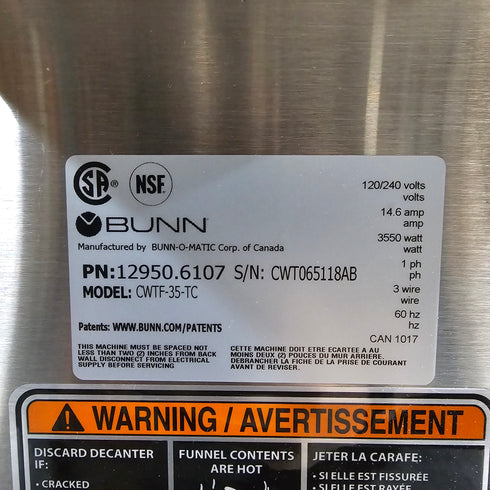 CSA®
NSF®
BUNN®
Manufactured by BUNN-O-MATIC Corp. of Canada
120/240 volts
volts
14.6 amp
amp
3550 watt
watt
1 ph
ph
3 wire
wire
60 hz
hz
CAN 1017
PN:12950.6107 S/N: CWT065118AB
MODEL: CWTF-35-TC
Patents: WWW.BUNN.COM/PATENTS
THIS MACHINE MUST BE SPACED NOT
LESS THAN TWO (2) INCHES FROM BACK
WALL DISCONNECT FROM ELECTRICAL
SUPPLY BEFORE SERVICING
CETTE MACHINE DOIT ETRE ECARTEE A AU
MOINS DEUX (2) POUCES DU MUR ARRIERE.
DEBRANCHER LA FICHE DE LA PRISE DE COURANT
AVANT DE REVISER.
WARNING / AVERTISSEMENT
DISCARD DECANTER
IF:
• CRACKED
FUNNEL CONTENTS
ARE HOT
JETER LA CARAFE:
• SI ELLE EST FISSURÉE
• SI ELLE EST RAYÉE